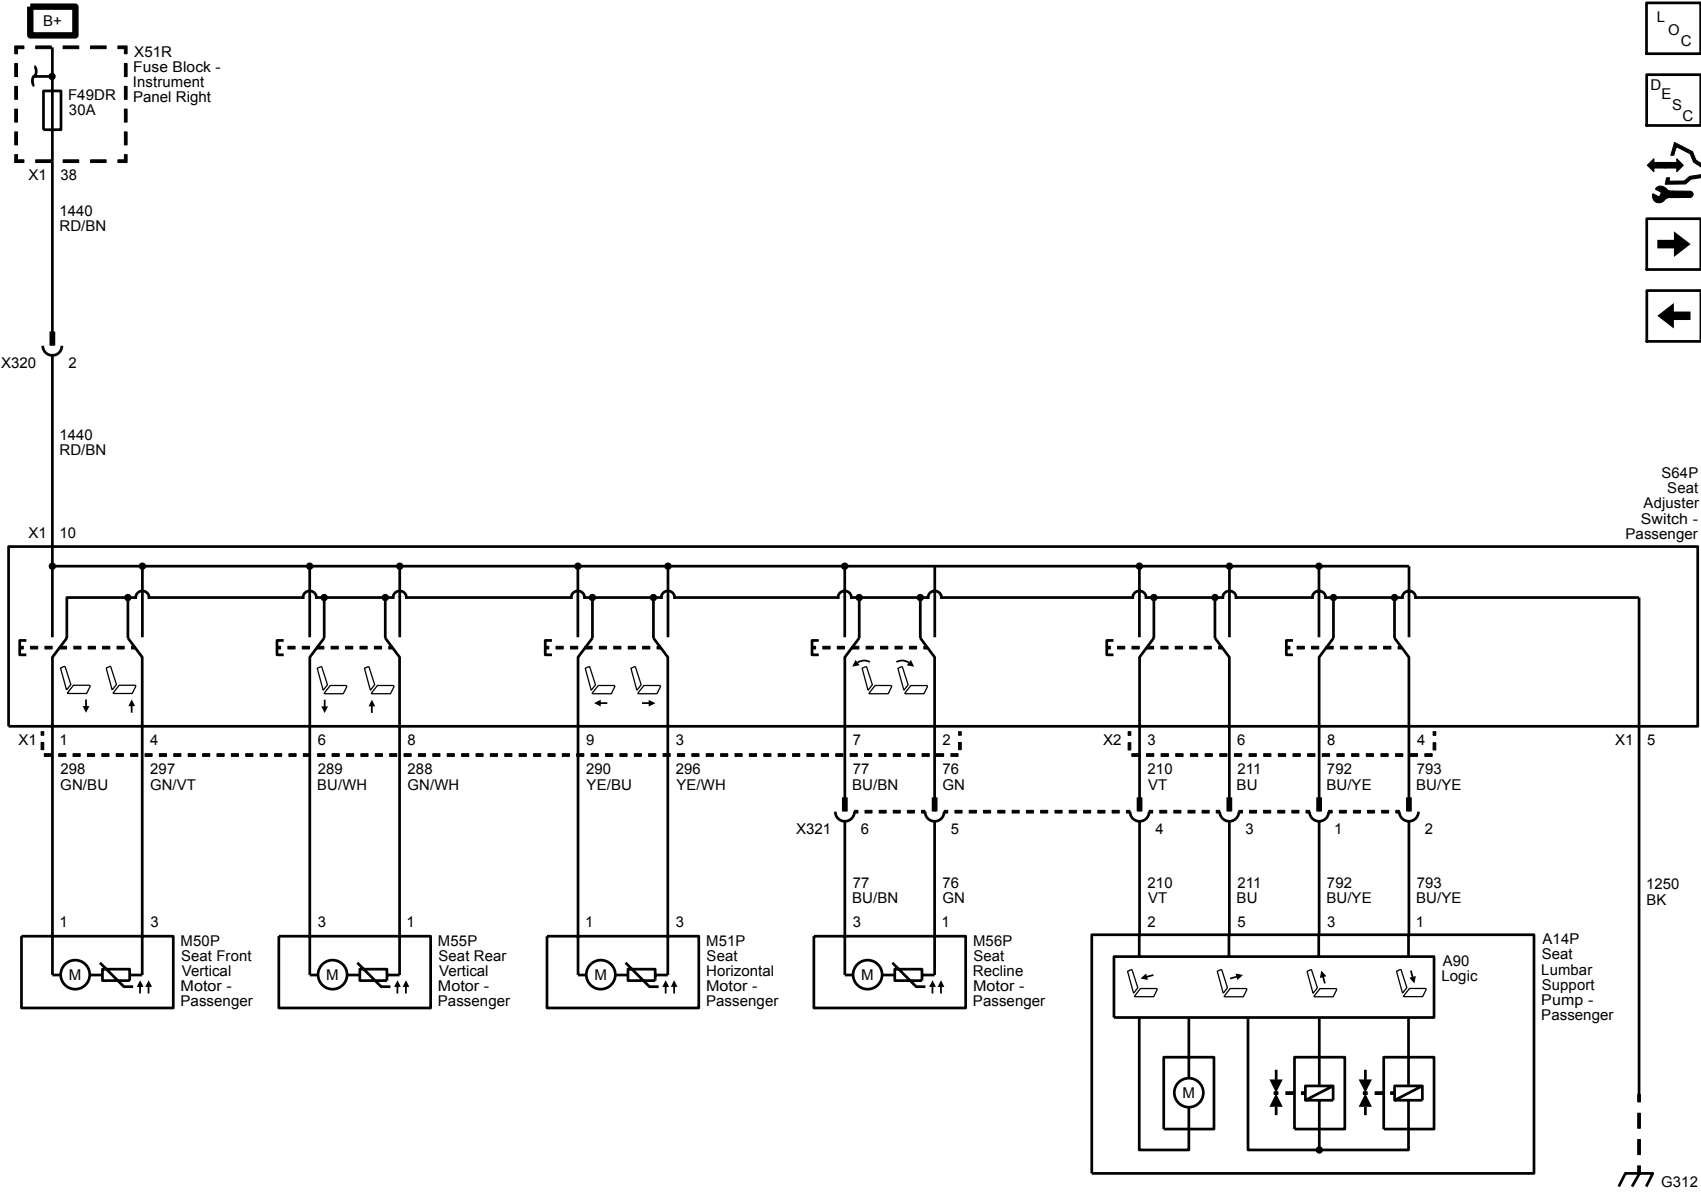 B+
L
O
C
X51R
Fuse Block -
Instrument
Panel Right
F49DR
30A
D
E
S
C
X1 38
1440
RD/BN
X320 2
1440
RD/BN
S64P
Seat
Adjuster
Switch -
Passenger
X1 10
X1 1 4 6 8 9 3 7 2 X2 3 6 8 4 X1 5
298 297 289 288 290 296 77 76 210 211 792 793
GN/BU GN/VT BU/WH GN/WH YE/BU YE/WH BU/BN GN VT BU BU/YE BU/YE
X321 6 5 4 3 1 2
77 76 210 211 792 793 1250
BU/BN GN VT BU BU/YE BU/YE BK
1 3 3 1 1 3 3 1 2 5 3 1
M50P
Seat Front
Vertical
Motor -
Passenger
M
M55P
Seat Rear
Vertical
Motor -
Passenger
M
M51P
Seat
Horizontal
Motor -
Passenger
M
M56P
Seat
Recline
Motor -
Passenger
M
A90
Logic
A14P
Seat
Lumbar
Support
Pump -
Passenger
M
G312